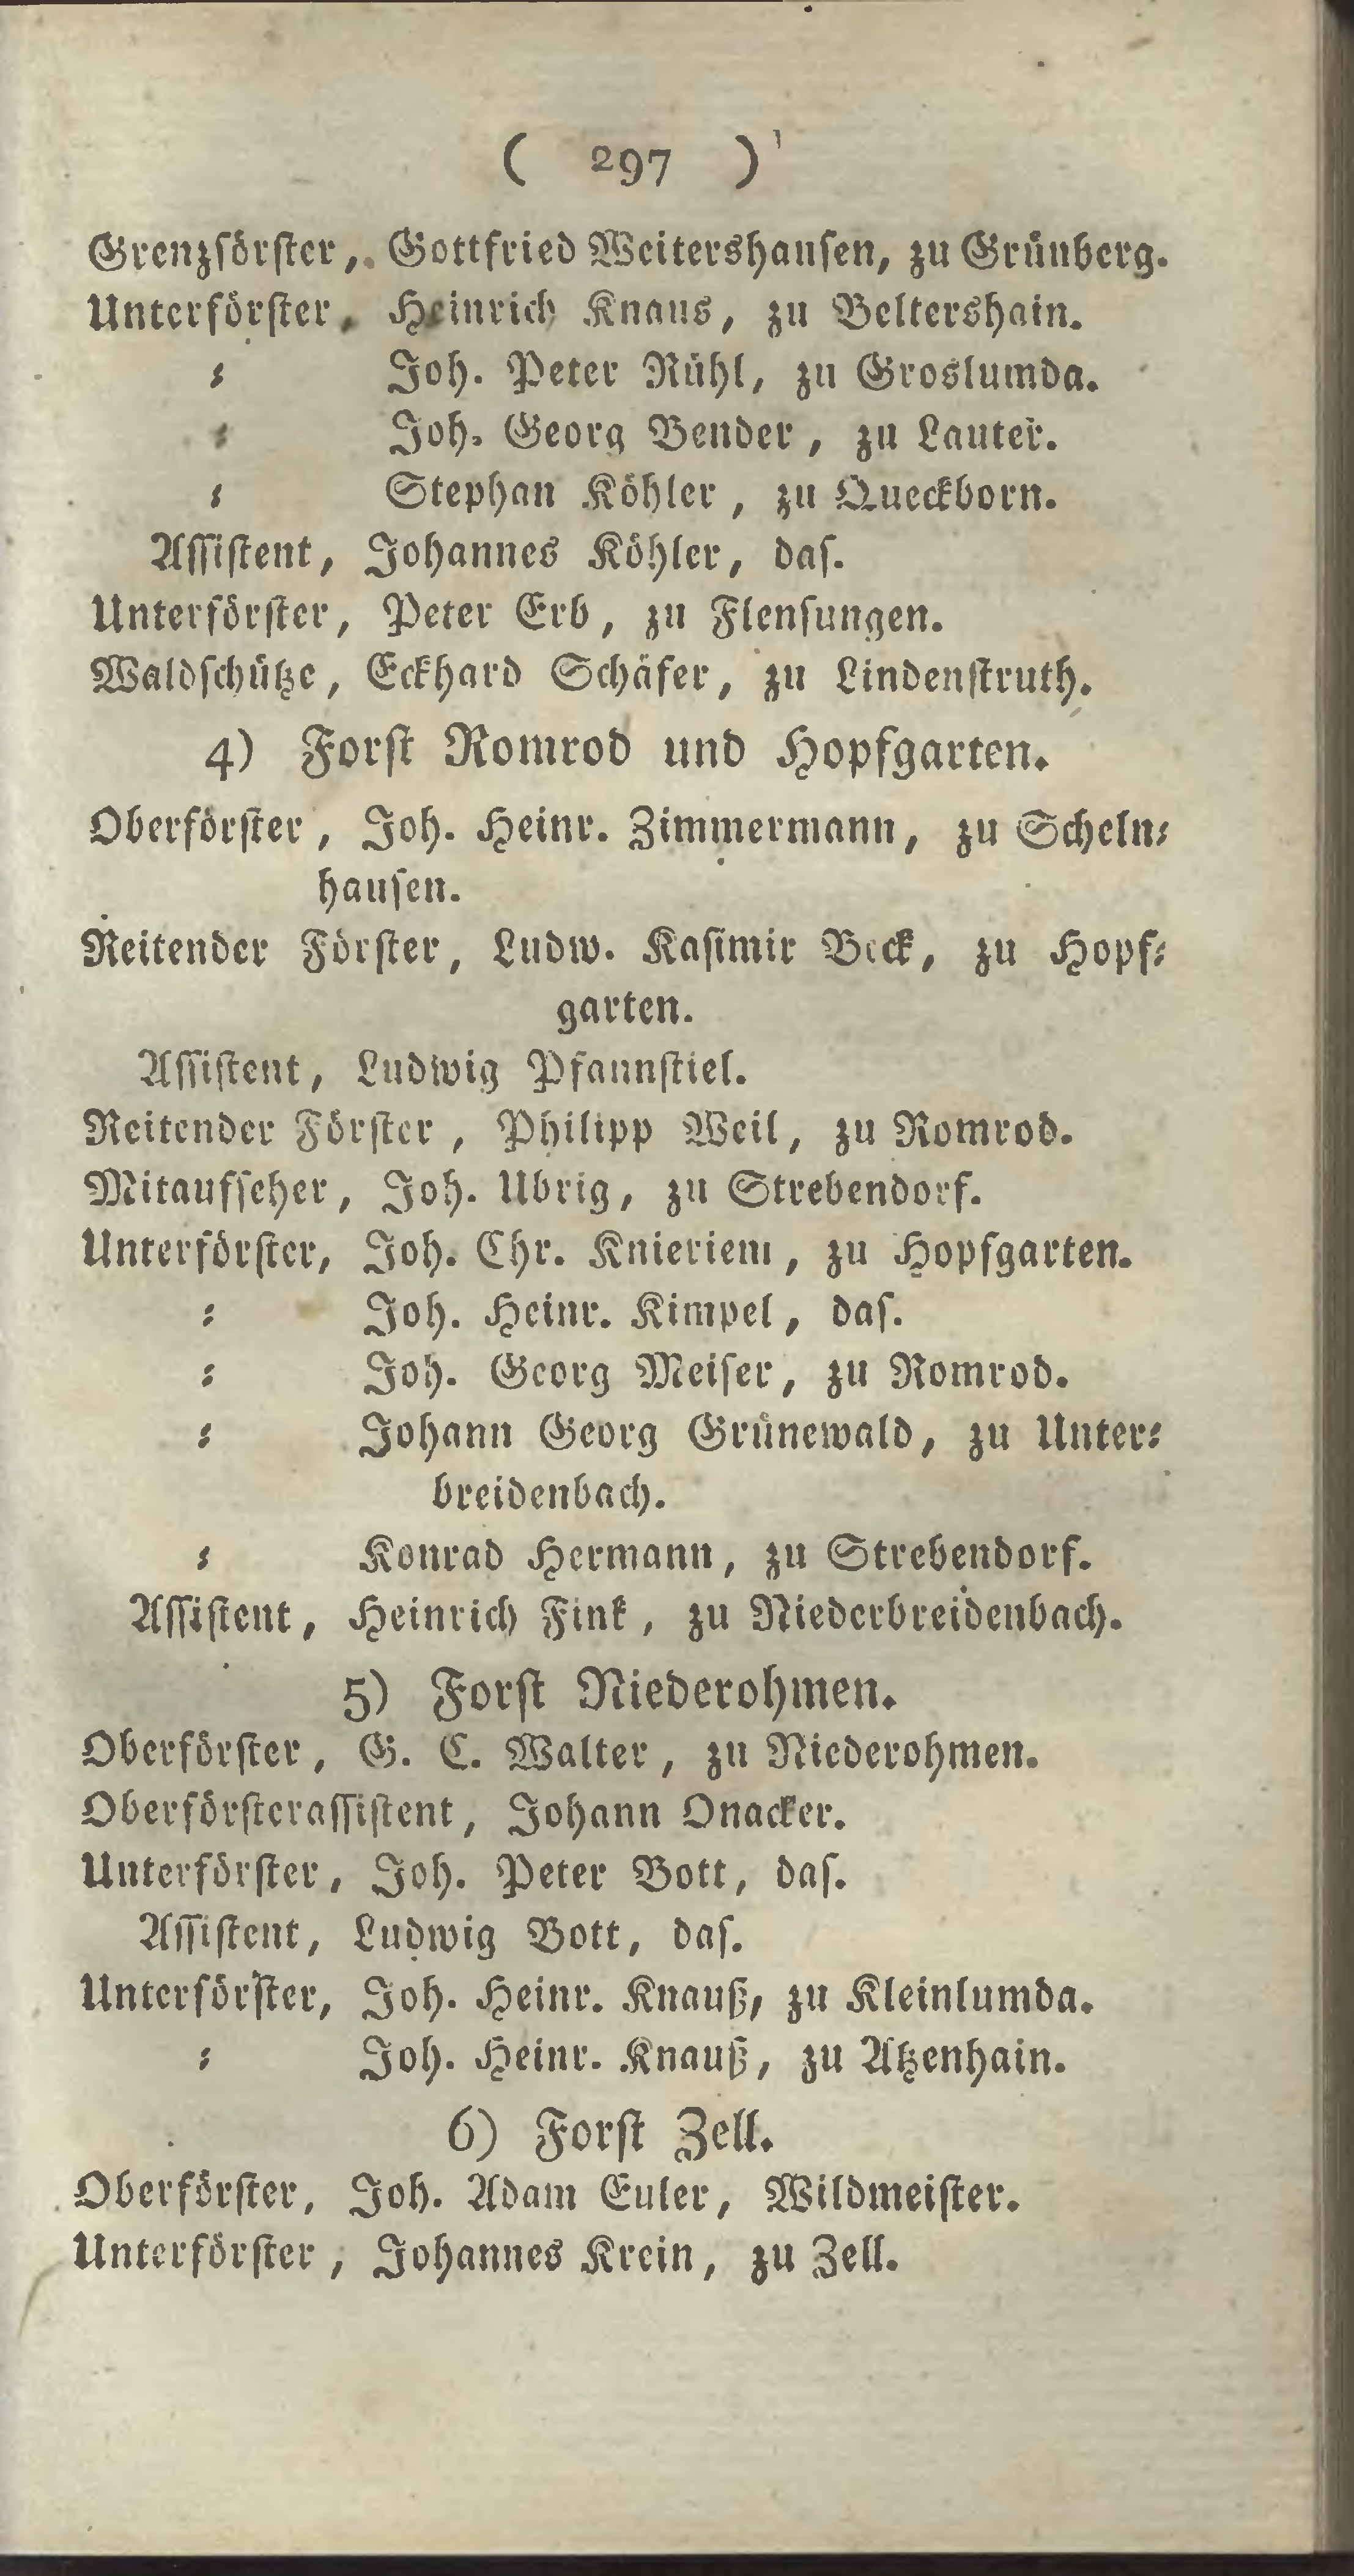 ( 297 )
Grenzförster, Gottfried Weitershausen, zu Grünberg.
Unterförster, Heinrich Knaus, zu Beltershain.
⸗ Joh. Peter Rühl, zu Groslumda.
⸗ Joh. Georg Bender, zu Lauter.
⸗ Stephan Köhler, zu Queckborn.
Assistent, Johannes Köhler, das.
Unterförster, Peter Erb, zu Flensungen.
Waldschütze, Eckhard Schäfer, zu Lindenstruth.
4) Forst Romrod und Hopfgarten.
Oberförster, Joh. Heinr. Zimmermann, zu Scheln⸗
hausen.
Reitender Förster, Ludw. Kasimir Beck, zu Hopf⸗
garten.
Assistent, Ludwig Pfannstiel.
Reitender Förster, Philipp Weil, zu Romrod.
Mitaufseher, Joh. Ubrig, zu Strebendorf.
Unterförster, Joh. Chr. Knieriem, zu Hopfgarten.
⸗ Joh. Heinr. Kimpel, das.
⸗ Joh. Georg Meiser, zu Romrod.
⸗ Johann Georg Grünewald, zu Unter⸗
breidenbach.
⸗ Konrad Hermann, zu Strebendorf.
Assistent, Heinrich Fink, zu Niederbreidenbach.
5) Forst Niederohmen.
Oberförster, G. C. Walter, zu Niederohmen.
Oberförsterassistent, Johann Onacker.
Unterförster, Joh. Peter Bott, das.
Assistent, Ludwig Bott, das.
Unterförster, Joh. Heinr. Knauß, zu Kleinlumda.
⸗ Joh. Heinr. Knauß, zu Atzenhain.
6) Forst Zell.
Oberförster, Joh. Adam Euler, Wildmeister.
Unterförster, Johannes Krein, zu Zell.